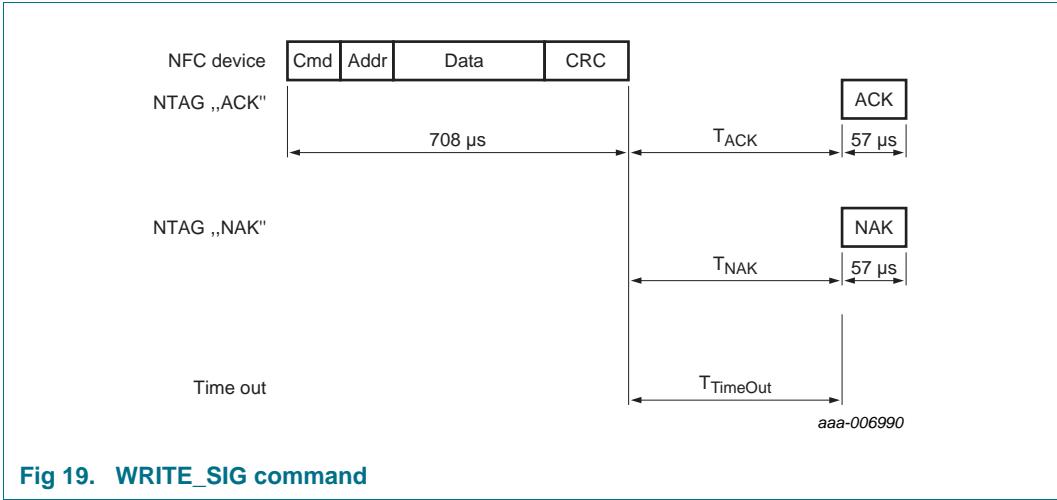 NFC device Cmd Addr Data CRC
NTAG ,,ACK" ACK
708 µs TACK 57 µs
NTAG ,,NAK" NAK
TNAK 57 µs
Time out TTimeOut
aaa-006990
Fig 19. WRITE_SIG command